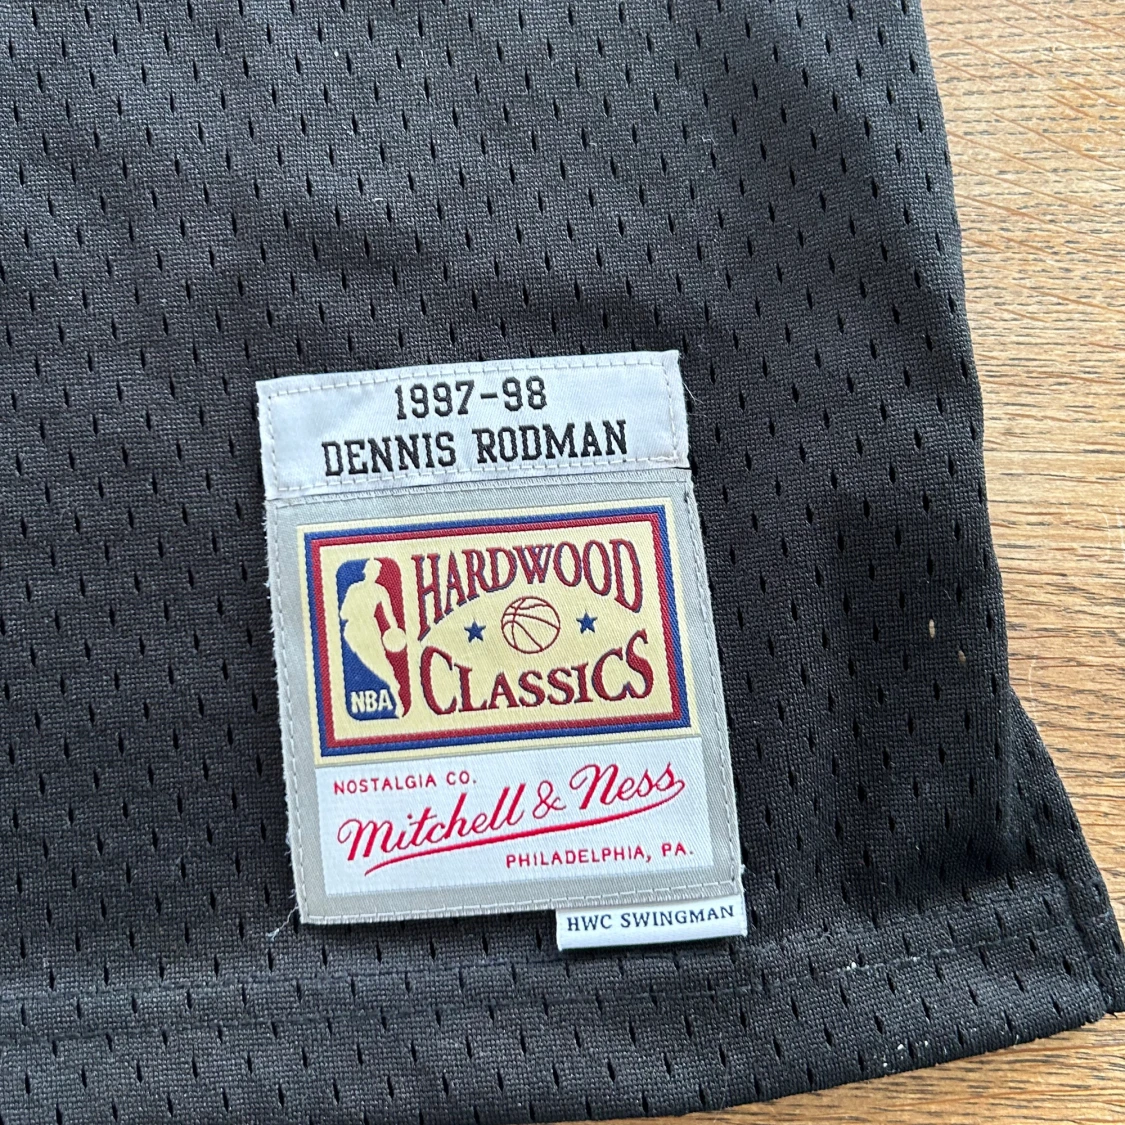 1997-98
DENNIS RODMAN
HARDWOOD
CLASSICS
NBA
NOSTALGIA CO.
Mitchell & Ness
PHILADELPHIA, PA.
HWC SWINGMAN